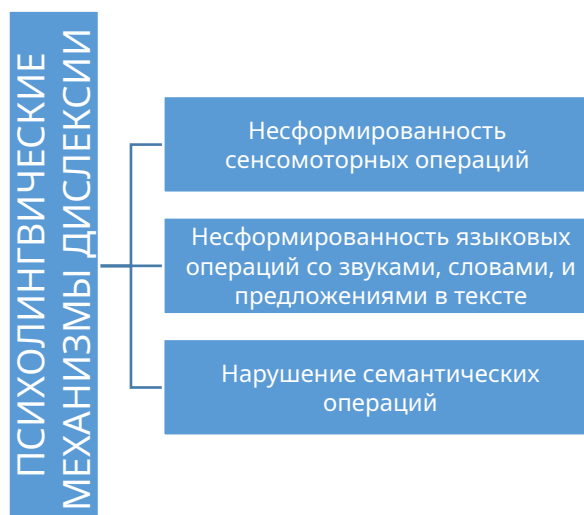 ПСИХОЛИНГВИЧЕСКИЕ
МЕХАНИЗМЫ ДИСЛЕКСИИ
Несформированность
сенсомоторных операций
Несформированность языковых
операций со звуками, словами, и
предложениями в тексте
Нарушение семантических
операций